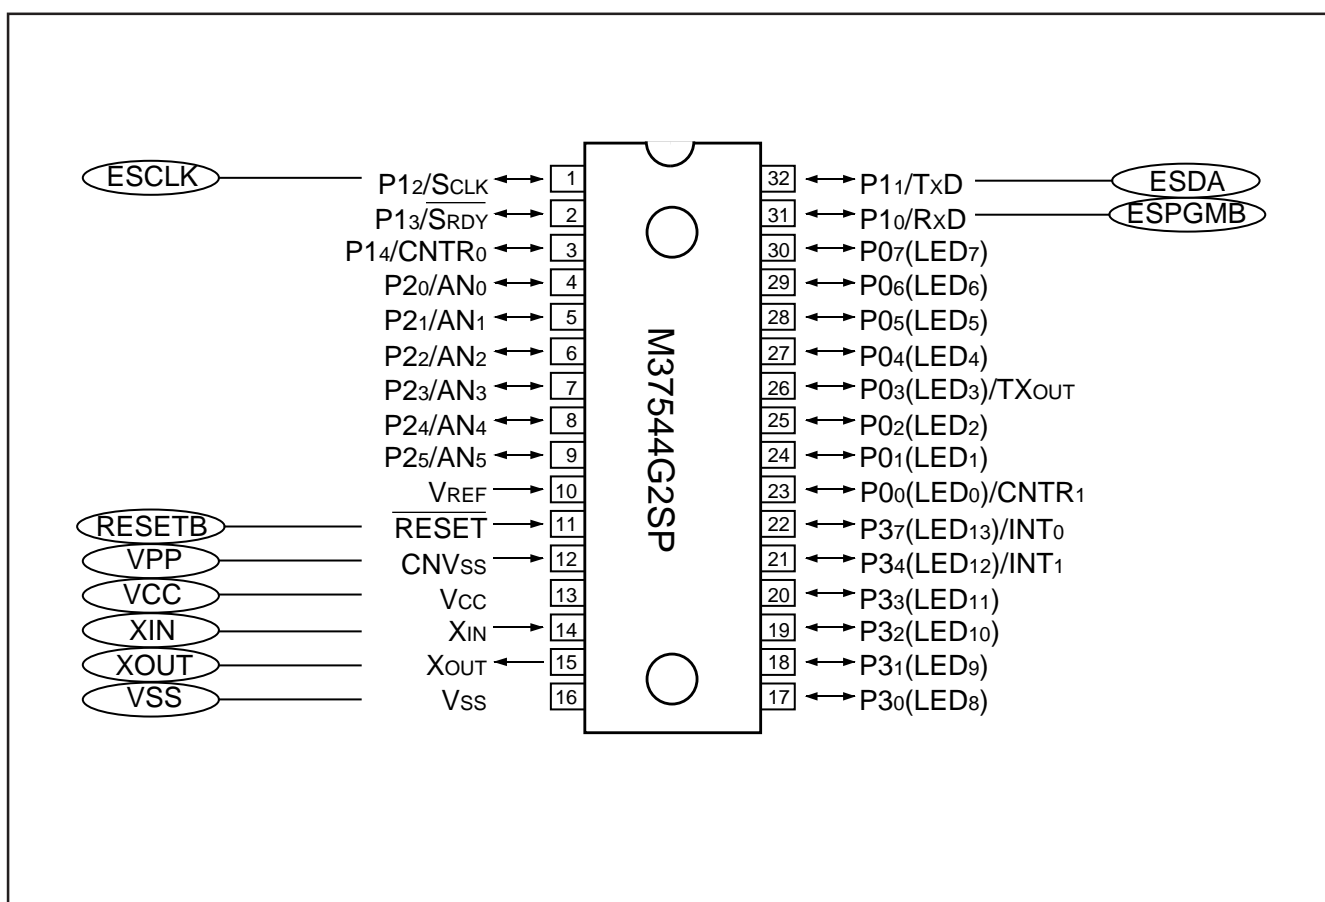 ESCLK P12/SCLK 1 32 P11/TXD ESDA
P13/SRDY 2 31 P10/RXD ESPGMB
P14/CNTR0 3 30 P07(LED7)
P20/AN0 4 29 P06(LED6)
P21/AN1 5 28 P05(LED5)
P22/AN2 6 27 P04(LED4)
P23/AN3 7 26 P03(LED3)/TXOUT
P24/AN4 8 25 P02(LED2)
P25/AN5 9 24 P01(LED1)
VREF 10 23 P00(LED0)/CNTR1
RESETB RESET 11 22 P37(LED13)/INT0
VPP CNVSS 12 21 P34(LED12)/INT1
VCC VCC 13 20 P33(LED11)
XIN XIN 14 19 P32(LED10)
XOUT XOUT 15 18 P31(LED9)
VSS VSS 16 17 P30(LED8)
M37544G2SP